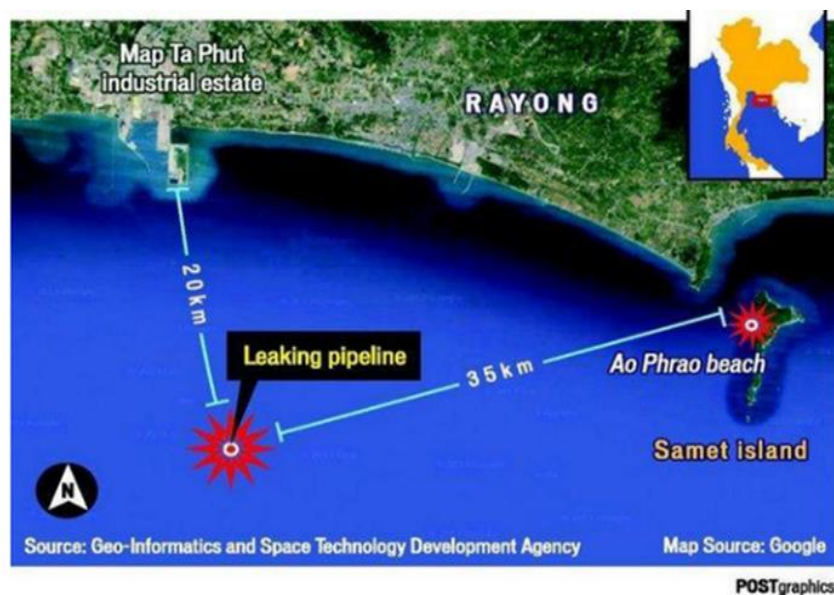 Map Ta Phut
industrial estate
RAYONG
20km
Leaking pipeline
35km
Ao Phrao beach
Samet island
N
Source: Geo-Informatics and Space Technology Development Agency
Map Source: Google
POSTgraphics